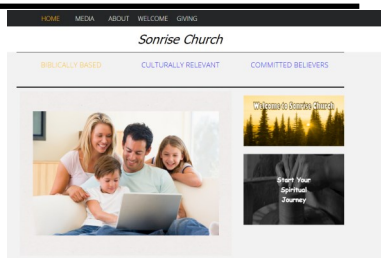 HOME MEDIA ABOUT WELCOME GIVING
Sonrise Church
BIBLICALLY BASED CULTURALLY RELEVANT COMMITTED BELIEVERS
Welcome to Sonrise Church
Start Your
Spiritual
Journey